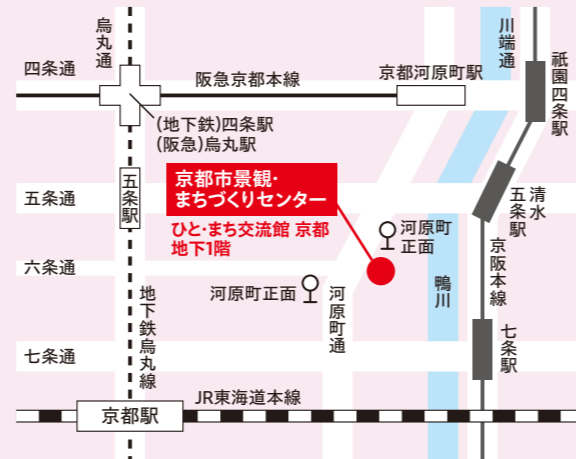 烏丸通
川端通
四条通
阪急京都本線
京都河原町駅
祇園四条駅
(地下鉄)四条駅
(阪急)烏丸駅
五条駅
京都市景観・
まちづくりセンター
ひと・まち交流館 京都
地下1階
五条通
清水
五条駅
河原町
正面
京阪本線
六条通
鴨川
河原町正面
地下鉄烏丸線
河原町通
七条駅
七条通
JR東海道本線
京都駅